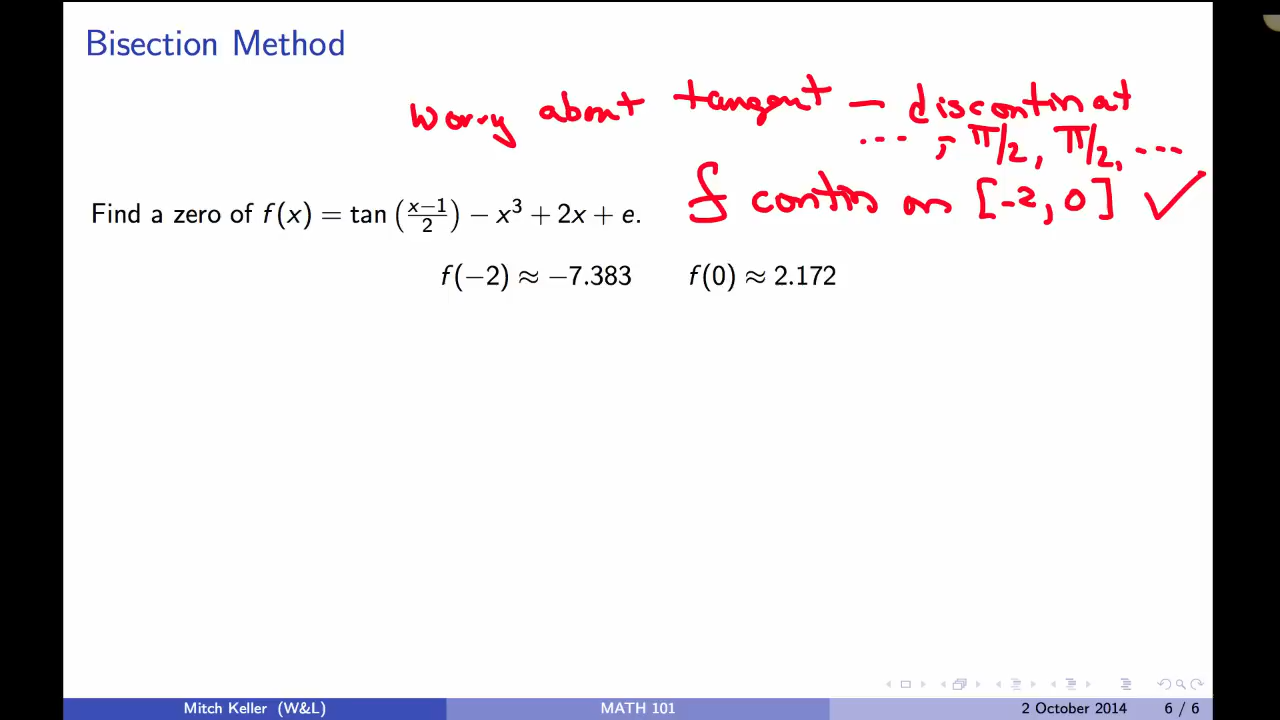 Bisection Method
worry about tangent — discontin at
..., -π/2, π/2, ...
f contin on [-2, 0] ✓
Find a zero of f(x) = tan((x−1)/2) − x³ + 2x + e.
f(−2) ≈ −7.383 f(0) ≈ 2.172
Mitch Keller (W&L) MATH 101 2 October 2014 6 / 6